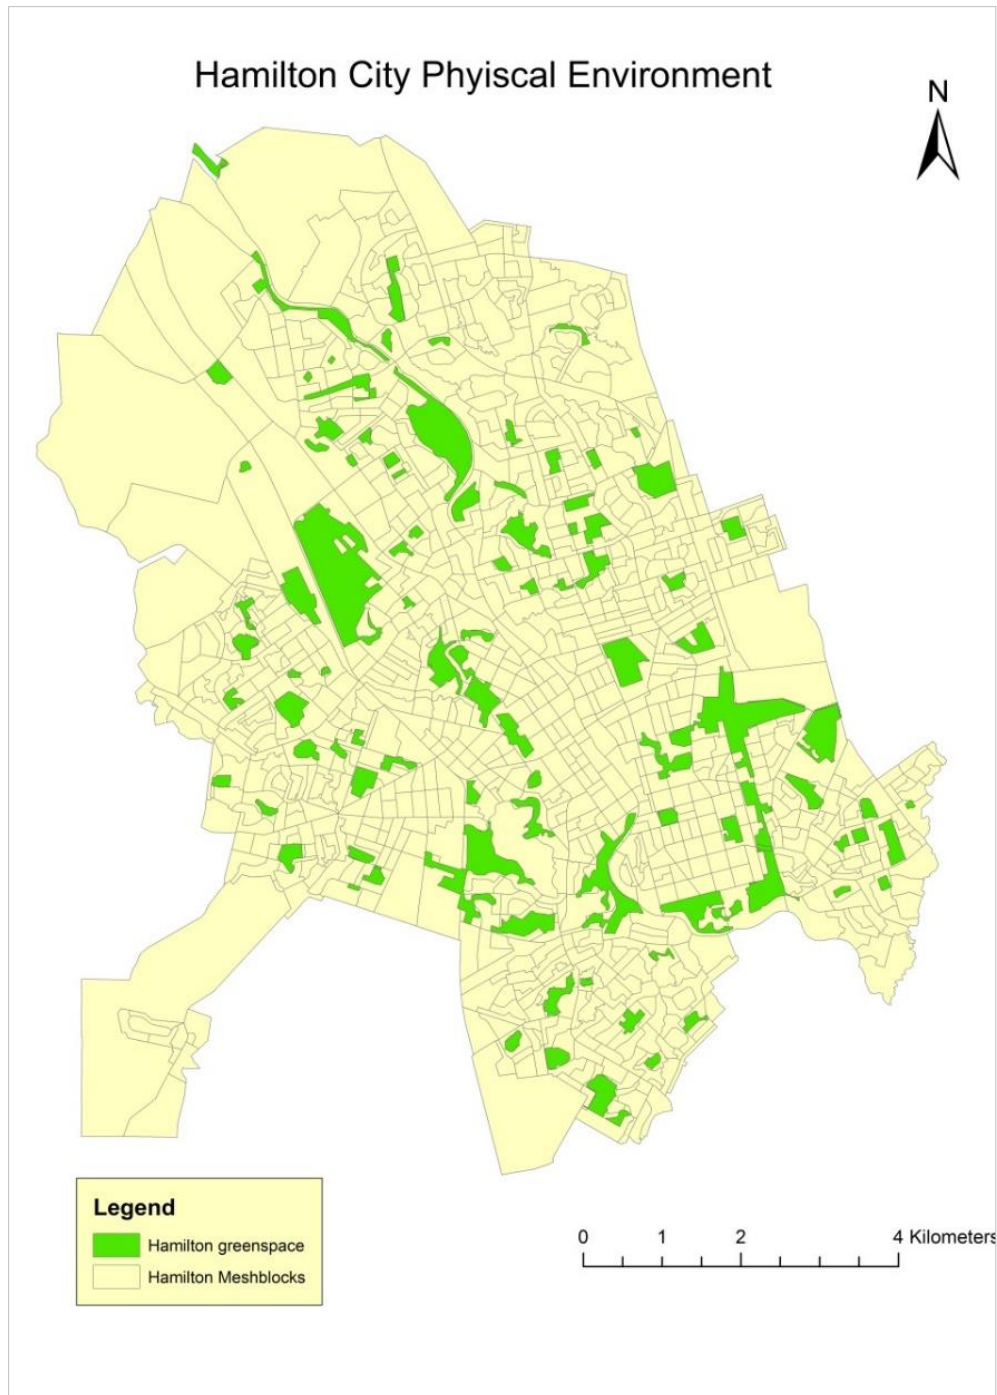 Hamilton City Phyiscal Environment
N
Legend
Hamilton greenspace
Hamilton Meshblocks
0 1 2 4 Kilometers